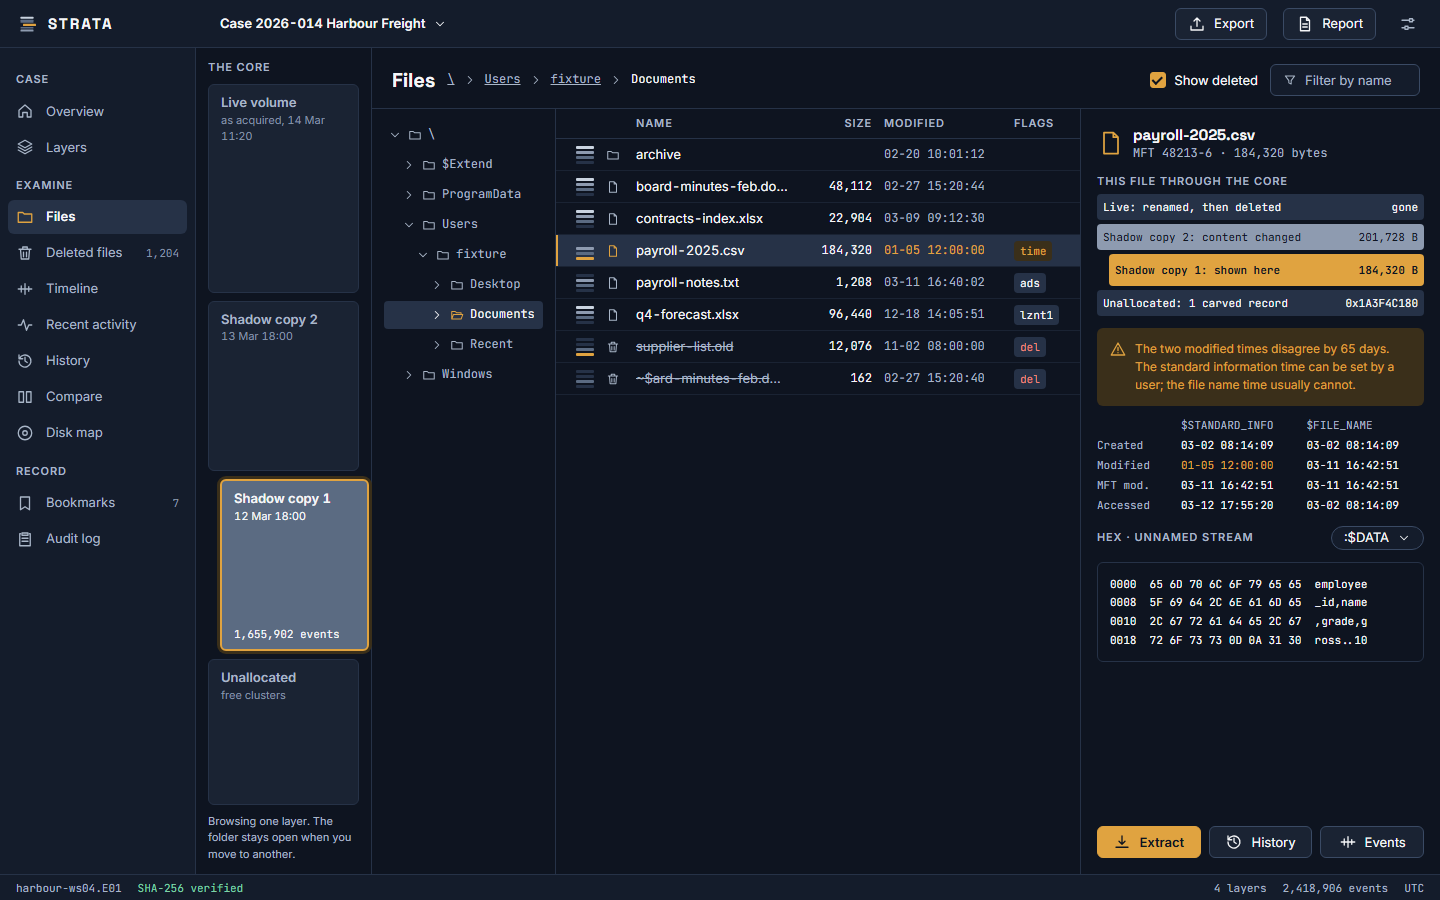 STRATA
Case 2026-014 Harbour Freight
Export
Report
CASE
Overview
Layers
EXAMINE
Files
Deleted files 1,204
Timeline
Recent activity
History
Compare
Disk map
RECORD
Bookmarks 7
Audit log
THE CORE
Live volume
as acquired, 14 Mar
11:20
Shadow copy 2
13 Mar 18:00
Shadow copy 1
12 Mar 18:00
1,655,902 events
Unallocated
free clusters
Browsing one layer. The
folder stays open when you
move to another.
Files \ > Users > fixture > Documents
Show deleted
Filter by name
\
$Extend
ProgramData
Users
fixture
Desktop
Documents
Recent
Windows
NAME SIZE MODIFIED FLAGS
archive 02-20 10:01:12
board-minutes-feb.do... 48,112 02-27 15:20:44
contracts-index.xlsx 22,904 03-09 09:12:30
payroll-2025.csv 184,320 01-05 12:00:00 time
payroll-notes.txt 1,208 03-11 16:40:02 ads
q4-forecast.xlsx 96,440 12-18 14:05:51 lznt1
supplier-list.old 12,076 11-02 08:00:00 del
~$ard-minutes-feb.d... 162 02-27 15:20:40 del
payroll-2025.csv
MFT 48213-6 · 184,320 bytes
THIS FILE THROUGH THE CORE
Live: renamed, then deleted gone
Shadow copy 2: content changed 201,728 B
Shadow copy 1: shown here 184,320 B
Unallocated: 1 carved record 0x1A3F4C180
The two modified times disagree by 65 days.
The standard information time can be set by a
user; the file name time usually cannot.
$STANDARD_INFO $FILE_NAME
Created 03-02 08:14:09 03-02 08:14:09
Modified 01-05 12:00:00 03-11 16:42:51
MFT mod. 03-11 16:42:51 03-11 16:42:51
Accessed 03-12 17:55:20 03-02 08:14:09
HEX · UNNAMED STREAM :$DATA
0000 65 6D 70 6C 6F 79 65 65 employee
0008 5F 69 64 2C 6E 61 6D 65 _id,name
0010 2C 67 72 61 64 65 2C 67 ,grade,g
0018 72 6F 73 73 0D 0A 31 30 ross..10
Extract
History
Events
harbour-ws04.E01 SHA-256 verified
4 layers 2,418,906 events UTC